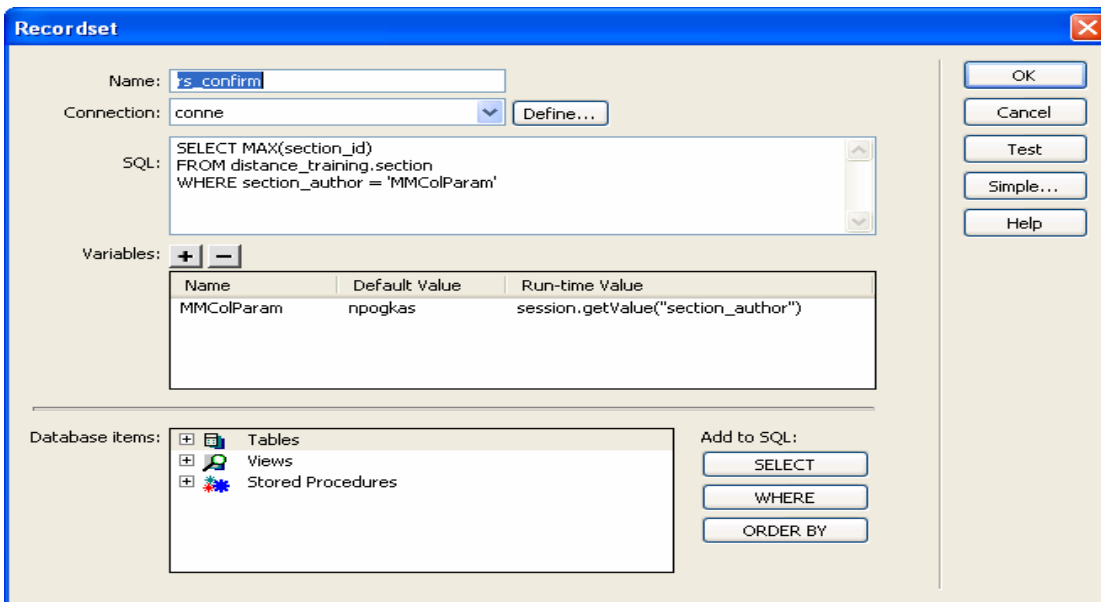 Recordset
Name: rs_confirm
OK
Connection: conne Define...
Cancel
SQL: SELECT MAX(section_id)
FROM distance_training.section
WHERE section_author = 'MMColParam'
Test
Simple...
Help
Variables: + −
Name Default Value Run-time Value
MMColParam npogkas session.getValue("section_author")
Database items: Tables
Views
Stored Procedures
Add to SQL:
SELECT
WHERE
ORDER BY